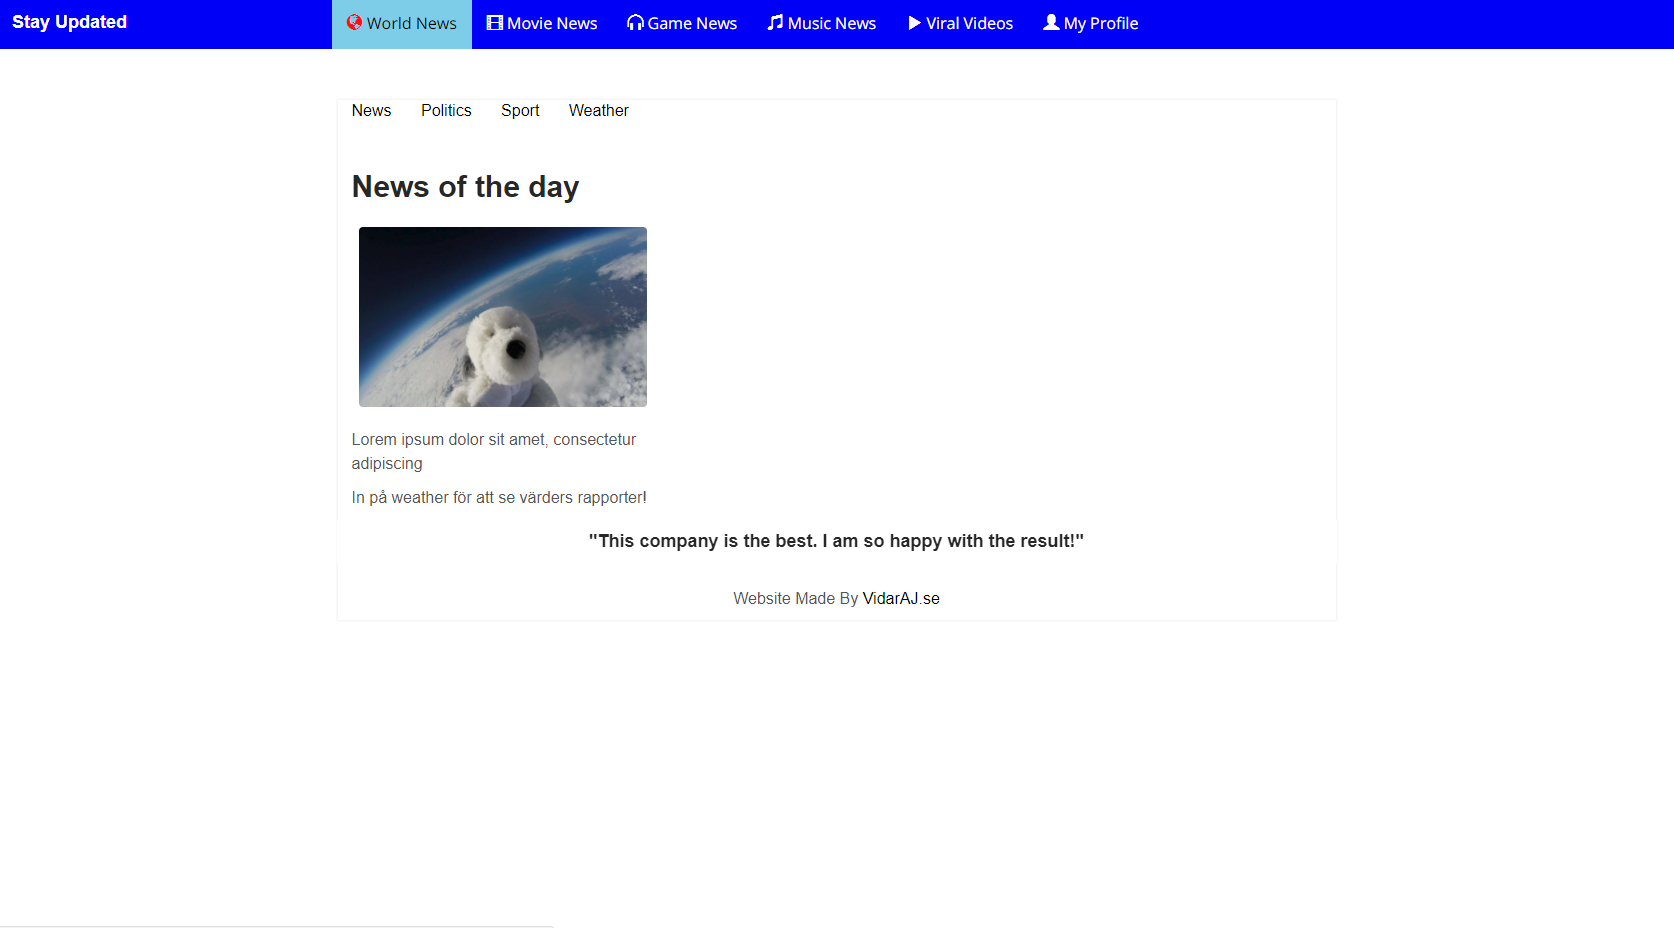 Stay Updated
World News
Movie News
Game News
Music News
Viral Videos
My Profile
News
Politics
Sport
Weather
News of the day
Lorem ipsum dolor sit amet, consectetur
adipiscing
In på weather för att se värders rapporter!
"This company is the best. I am so happy with the result!"
Website Made By VidarAJ.se